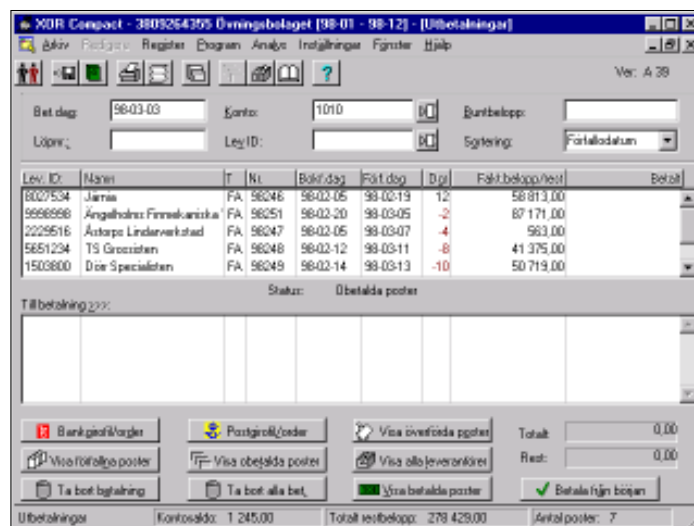 XOR Compact - 3809264355 Övningsbolaget [98-01 - 98-12] - [Utbetalningar]
Arkiv Redigera Register Program Analys Inställningar Fönster Hjälp
Ver: A 39
Bet.dag: 98-03-03 Konto: 1010 Buntbelopp:
Löpnr.: Lev ID: Sortering: Förfallodatum
Lev. ID: Namn T Nr. Bokf.dag Förf.dag Dgr Fakt.belopp/rest Betalt
8027534 Järnia FA 98246 98-02-05 98-02-19 12 58 813,00
9998998 Ängelholms Finmekaniska FA 98251 98-02-20 98-03-05 -2 87 171,00
2229516 Åstorps Lindarverkstad FA 98247 98-02-05 98-03-07 -4 563,00
5651234 TS Grossisten FA 98248 98-02-12 98-03-11 -8 41 375,00
1503800 Dörr Specialisten FA 98249 98-02-14 98-03-13 -10 50 719,00
Status: Obetalda poster
Till betalning >>>:
Bankgirofil/order Postgirofil/order Visa överförda poster Totalt: 0,00
Visa förfallna poster Visa obetalda poster Visa alla leverantörer Rest: 0,00
Ta bort betalning Ta bort alla bet. Visa betalda poster Betala från början
Utbetalningar Kontosaldo: 1 245,00 Totalt restbelopp: 278 429,00 Antal poster: 7